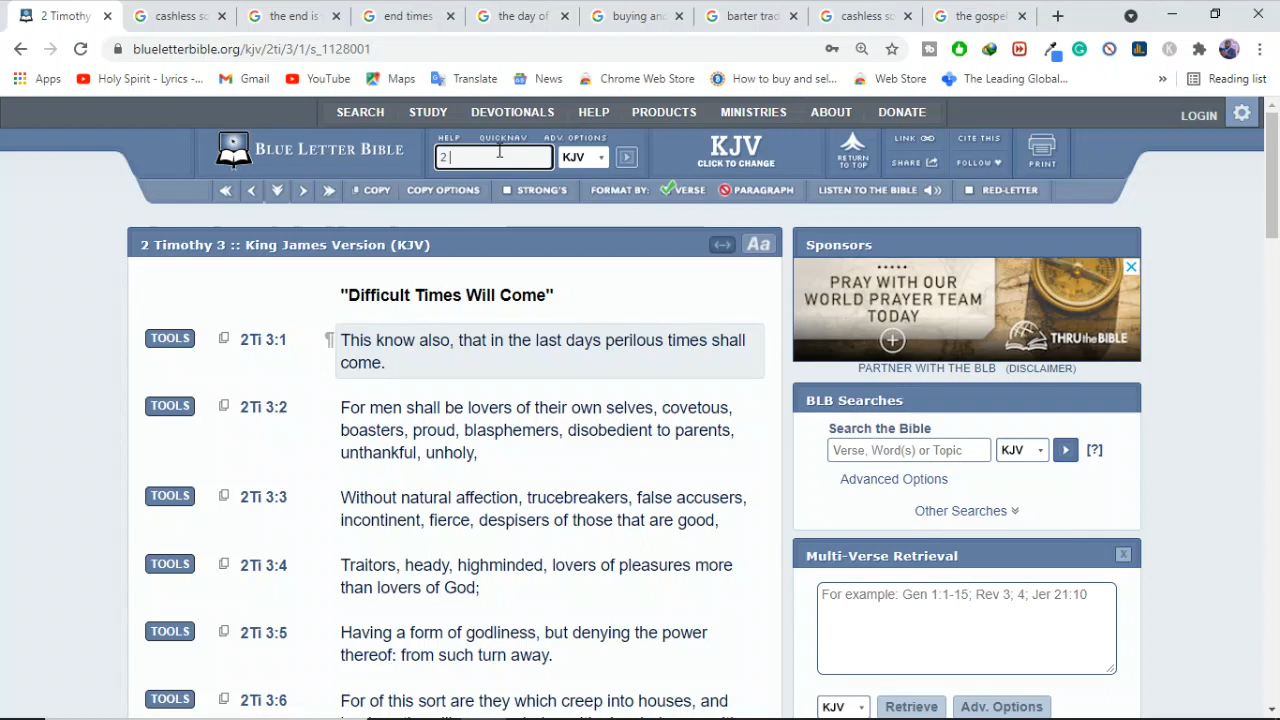 2 Timothy
cashless so
the end is
end times
the day of
buying and
barter trad
cashless so
the gospel
blueletterbible.org/kjv/2ti/3/1/s_1128001
Apps
Holy Spirit - Lyrics -...
Gmail
YouTube
Maps
Translate
News
Chrome Web Store
How to buy and sel...
Web Store
The Leading Global...
»
Reading list
SEARCH
STUDY
DEVOTIONALS
HELP
PRODUCTS
MINISTRIES
ABOUT
DONATE
LOGIN
BLUE LETTER BIBLE
HELP
QUICKNAV
ADV. OPTIONS
2
KJV
KJV
CLICK TO CHANGE
RETURN
TO TOP
LINK
CITE THIS
SHARE
FOLLOW
PRINT
COPY
COPY OPTIONS
STRONG'S
FORMAT BY:
VERSE
PARAGRAPH
LISTEN TO THE BIBLE
RED-LETTER
2 Timothy 3 :: King James Version (KJV)
Aa
"Difficult Times Will Come"
TOOLS 2Ti 3:1 ¶ This know also, that in the last days perilous times shall
come.
TOOLS 2Ti 3:2 For men shall be lovers of their own selves, covetous,
boasters, proud, blasphemers, disobedient to parents,
unthankful, unholy,
TOOLS 2Ti 3:3 Without natural affection, trucebreakers, false accusers,
incontinent, fierce, despisers of those that are good,
TOOLS 2Ti 3:4 Traitors, heady, highminded, lovers of pleasures more
than lovers of God;
TOOLS 2Ti 3:5 Having a form of godliness, but denying the power
thereof: from such turn away.
TOOLS 2Ti 3:6 For of this sort are they which creep into houses, and
Sponsors
PRAY WITH OUR
WORLD PRAYER TEAM
TODAY
THRU the BIBLE
PARTNER WITH THE BLB (DISCLAIMER)
BLB Searches
Search the Bible
Verse, Word(s) or Topic
KJV
[?]
Advanced Options
Other Searches
Multi-Verse Retrieval
X
For example: Gen 1:1-15; Rev 3; 4; Jer 21:10
KJV
Retrieve
Adv. Options